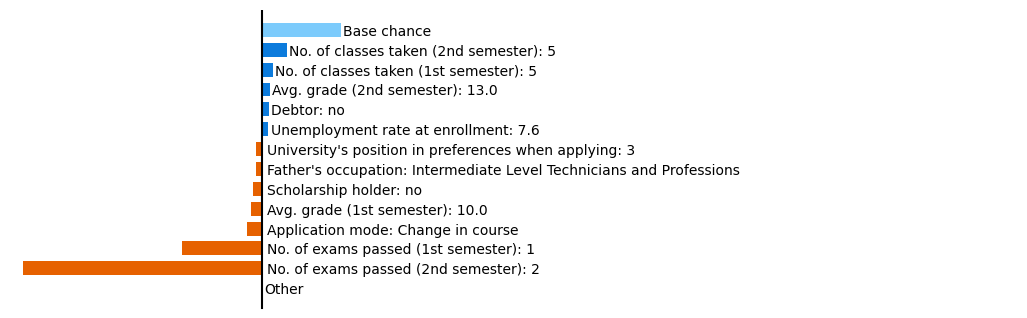 Base chance
No. of classes taken (2nd semester): 5
No. of classes taken (1st semester): 5
Avg. grade (2nd semester): 13.0
Debtor: no
Unemployment rate at enrollment: 7.6
University's position in preferences when applying: 3
Father's occupation: Intermediate Level Technicians and Professions
Scholarship holder: no
Avg. grade (1st semester): 10.0
Application mode: Change in course
No. of exams passed (1st semester): 1
No. of exams passed (2nd semester): 2
Other